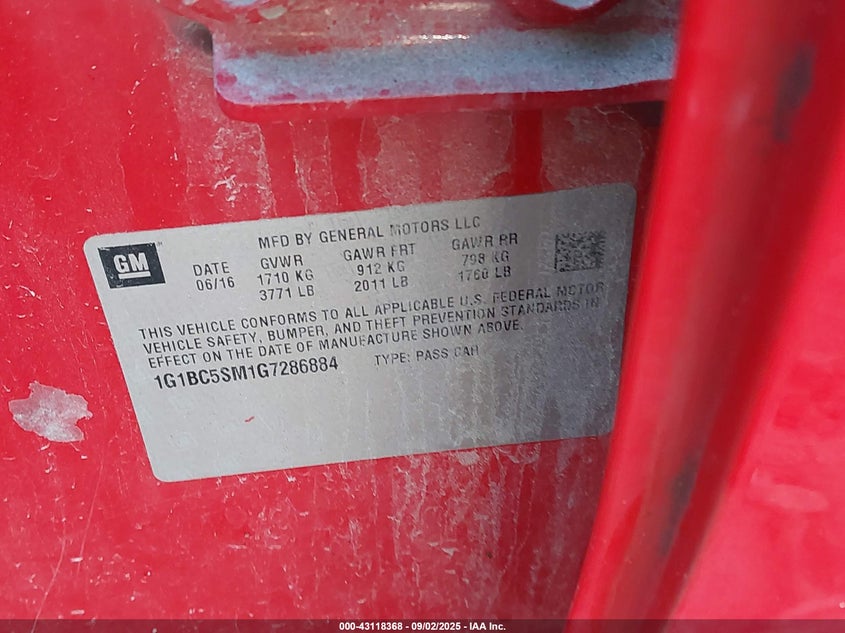 GM
MFD BY GENERAL MOTORS LLC
DATE GVWR GAWR FRT GAWR RR
06/16 1710 KG 912 KG 798 KG
3771 LB 2011 LB 1760 LB
THIS VEHICLE CONFORMS TO ALL APPLICABLE U.S. FEDERAL MOTOR
VEHICLE SAFETY, BUMPER, AND THEFT PREVENTION STANDARDS IN
EFFECT ON THE DATE OF MANUFACTURE SHOWN ABOVE.
1G1BC5SM1G7286884 TYPE: PASS CAR
000-43118368 - 09/02/2025 - IAA Inc.